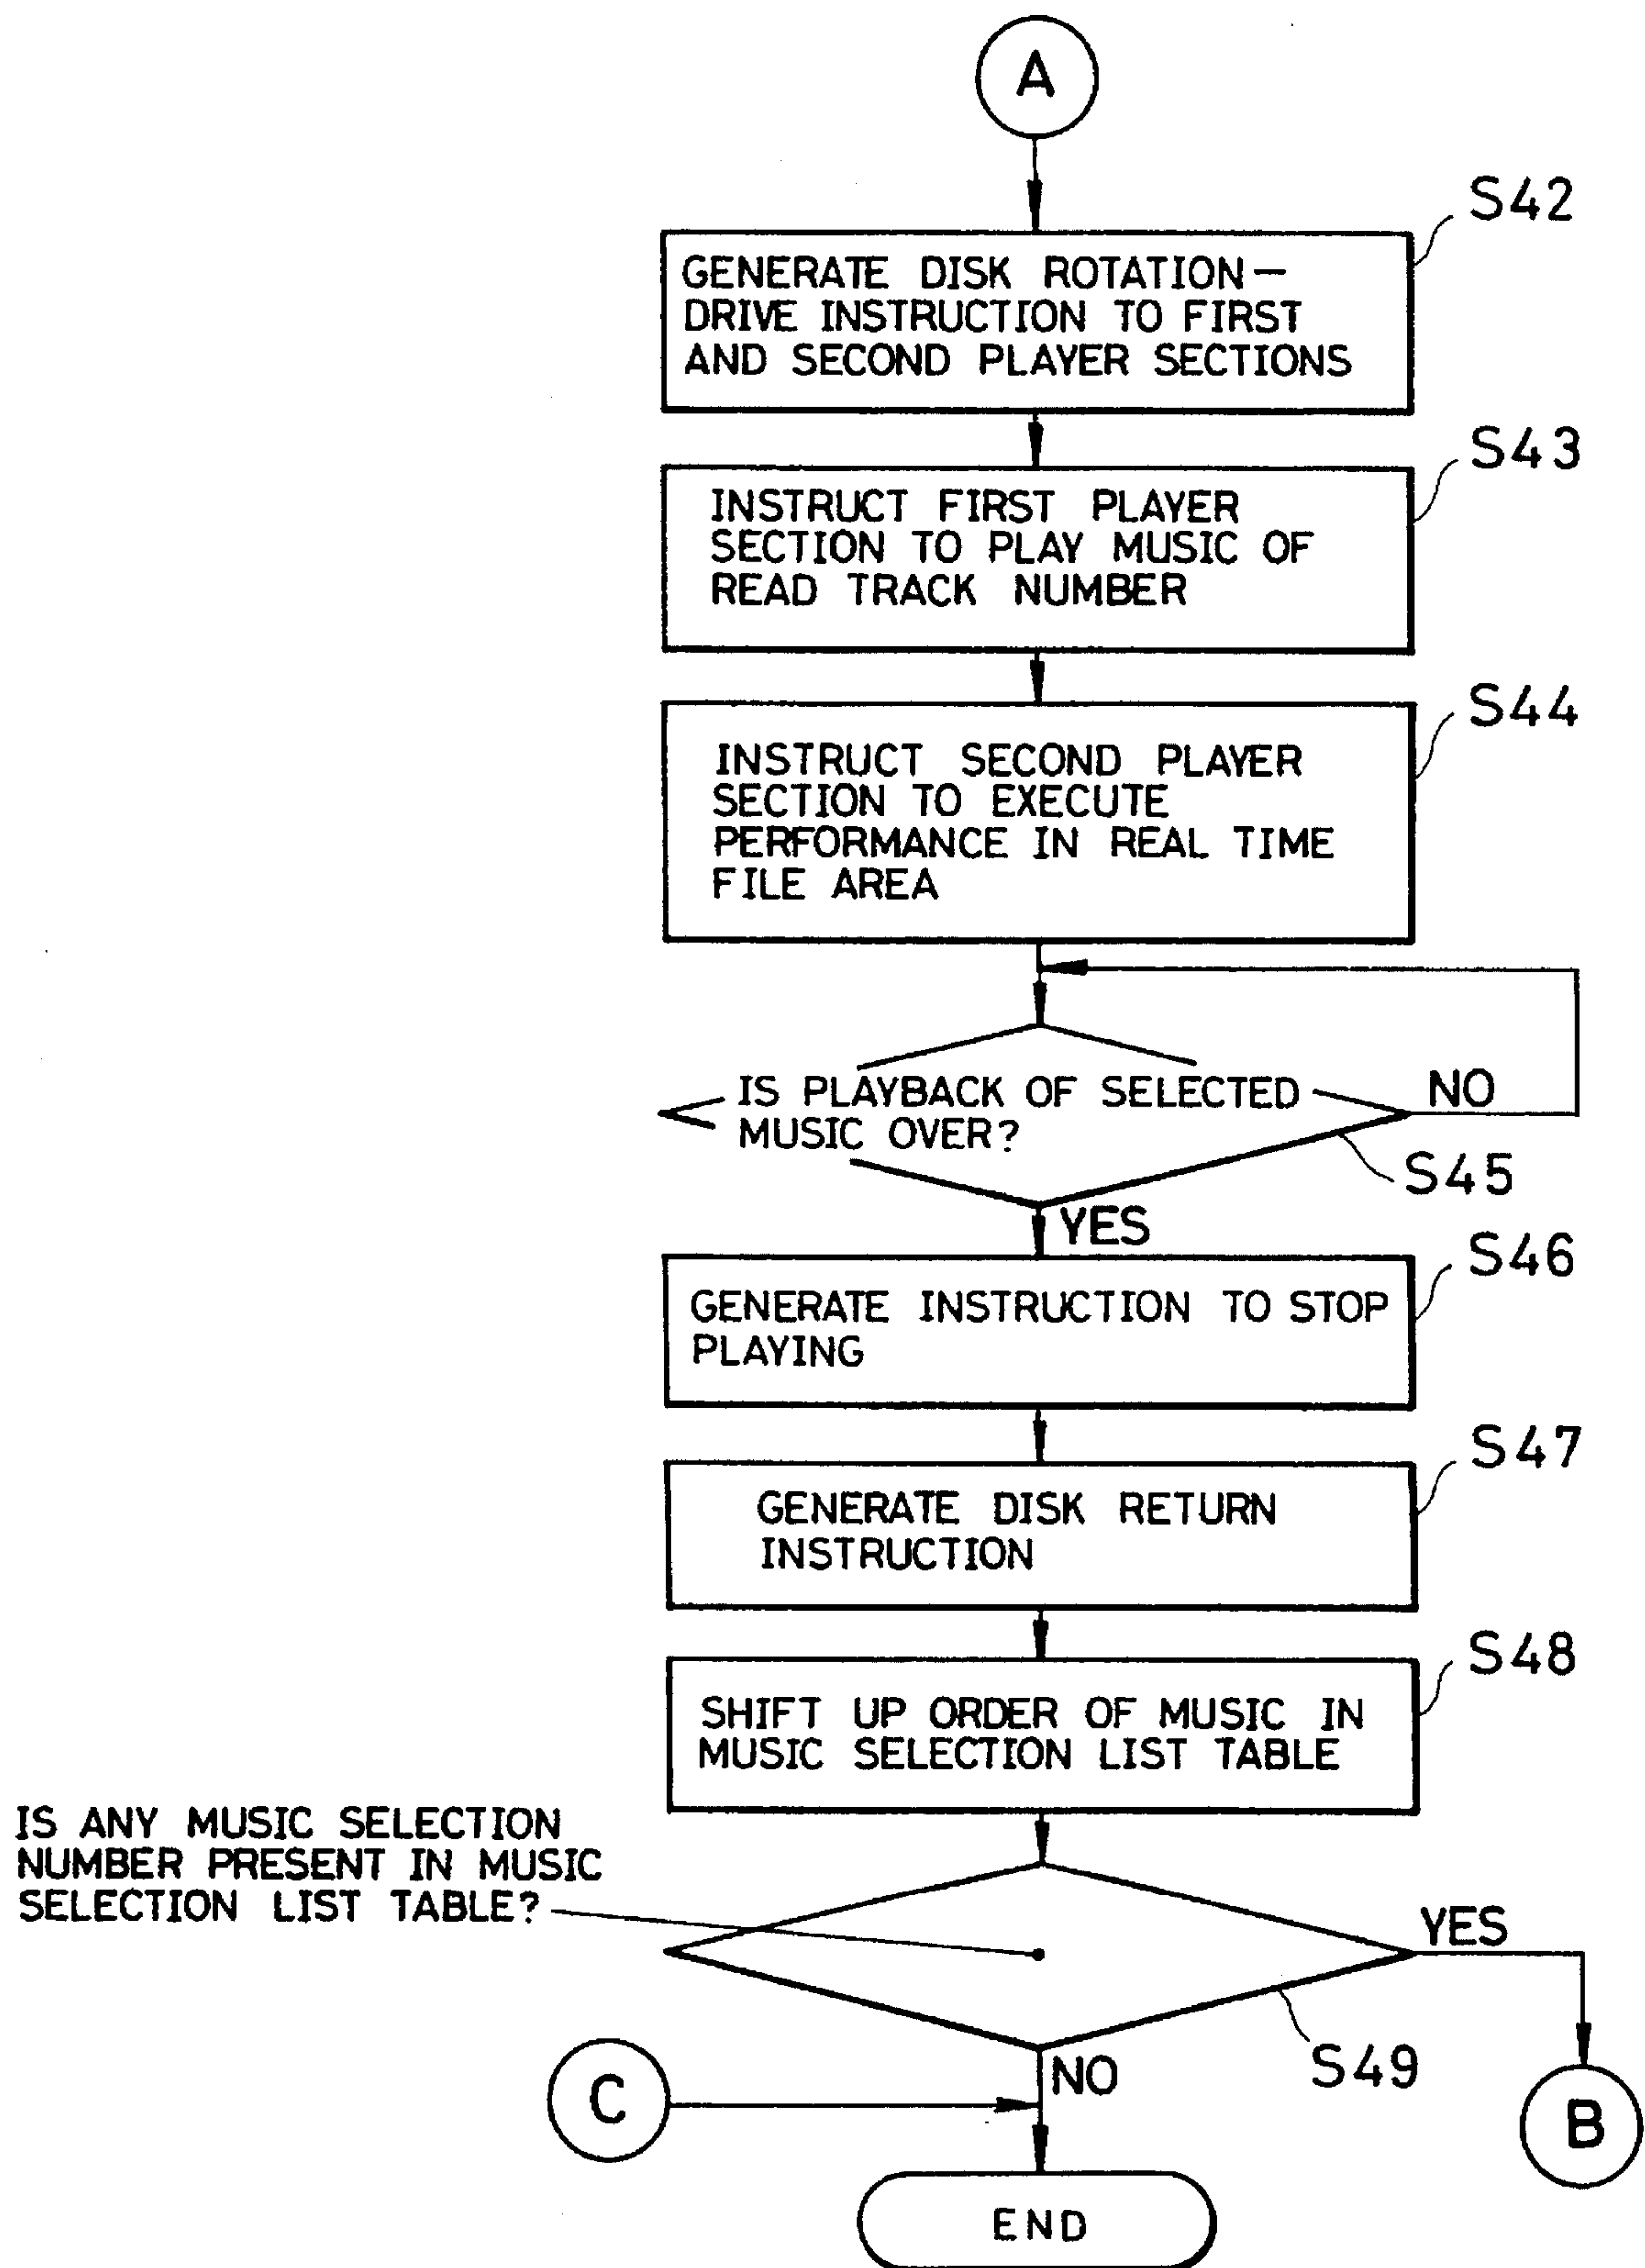 A
S42
GENERATE DISK ROTATION—
DRIVE INSTRUCTION TO FIRST
AND SECOND PLAYER SECTIONS
S43
INSTRUCT FIRST PLAYER
SECTION TO PLAY MUSIC OF
READ TRACK NUMBER
S44
INSTRUCT SECOND PLAYER
SECTION TO EXECUTE
PERFORMANCE IN REAL TIME
FILE AREA
IS PLAYBACK OF SELECTED
MUSIC OVER?
NO
S45
YES
S46
GENERATE INSTRUCTION TO STOP
PLAYING
S47
GENERATE DISK RETURN
INSTRUCTION
S48
SHIFT UP ORDER OF MUSIC IN
MUSIC SELECTION LIST TABLE
IS ANY MUSIC SELECTION
NUMBER PRESENT IN MUSIC
SELECTION LIST TABLE?
YES
S49
NO
C
B
END